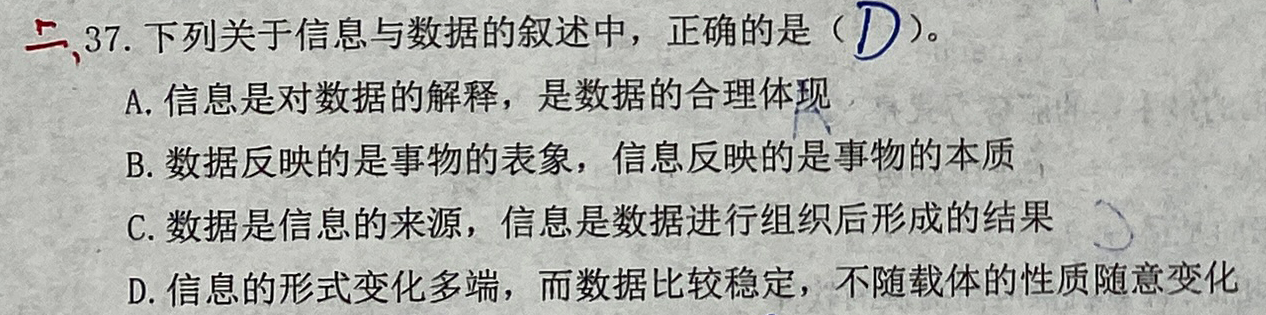 二、37. 下列关于信息与数据的叙述中，正确的是（D）。
A. 信息是对数据的解释，是数据的合理体现
B. 数据反映的是事物的表象，信息反映的是事物的本质
C. 数据是信息的来源，信息是数据进行组织后形成的结果
D. 信息的形式变化多端，而数据比较稳定，不随载体的性质随意变化